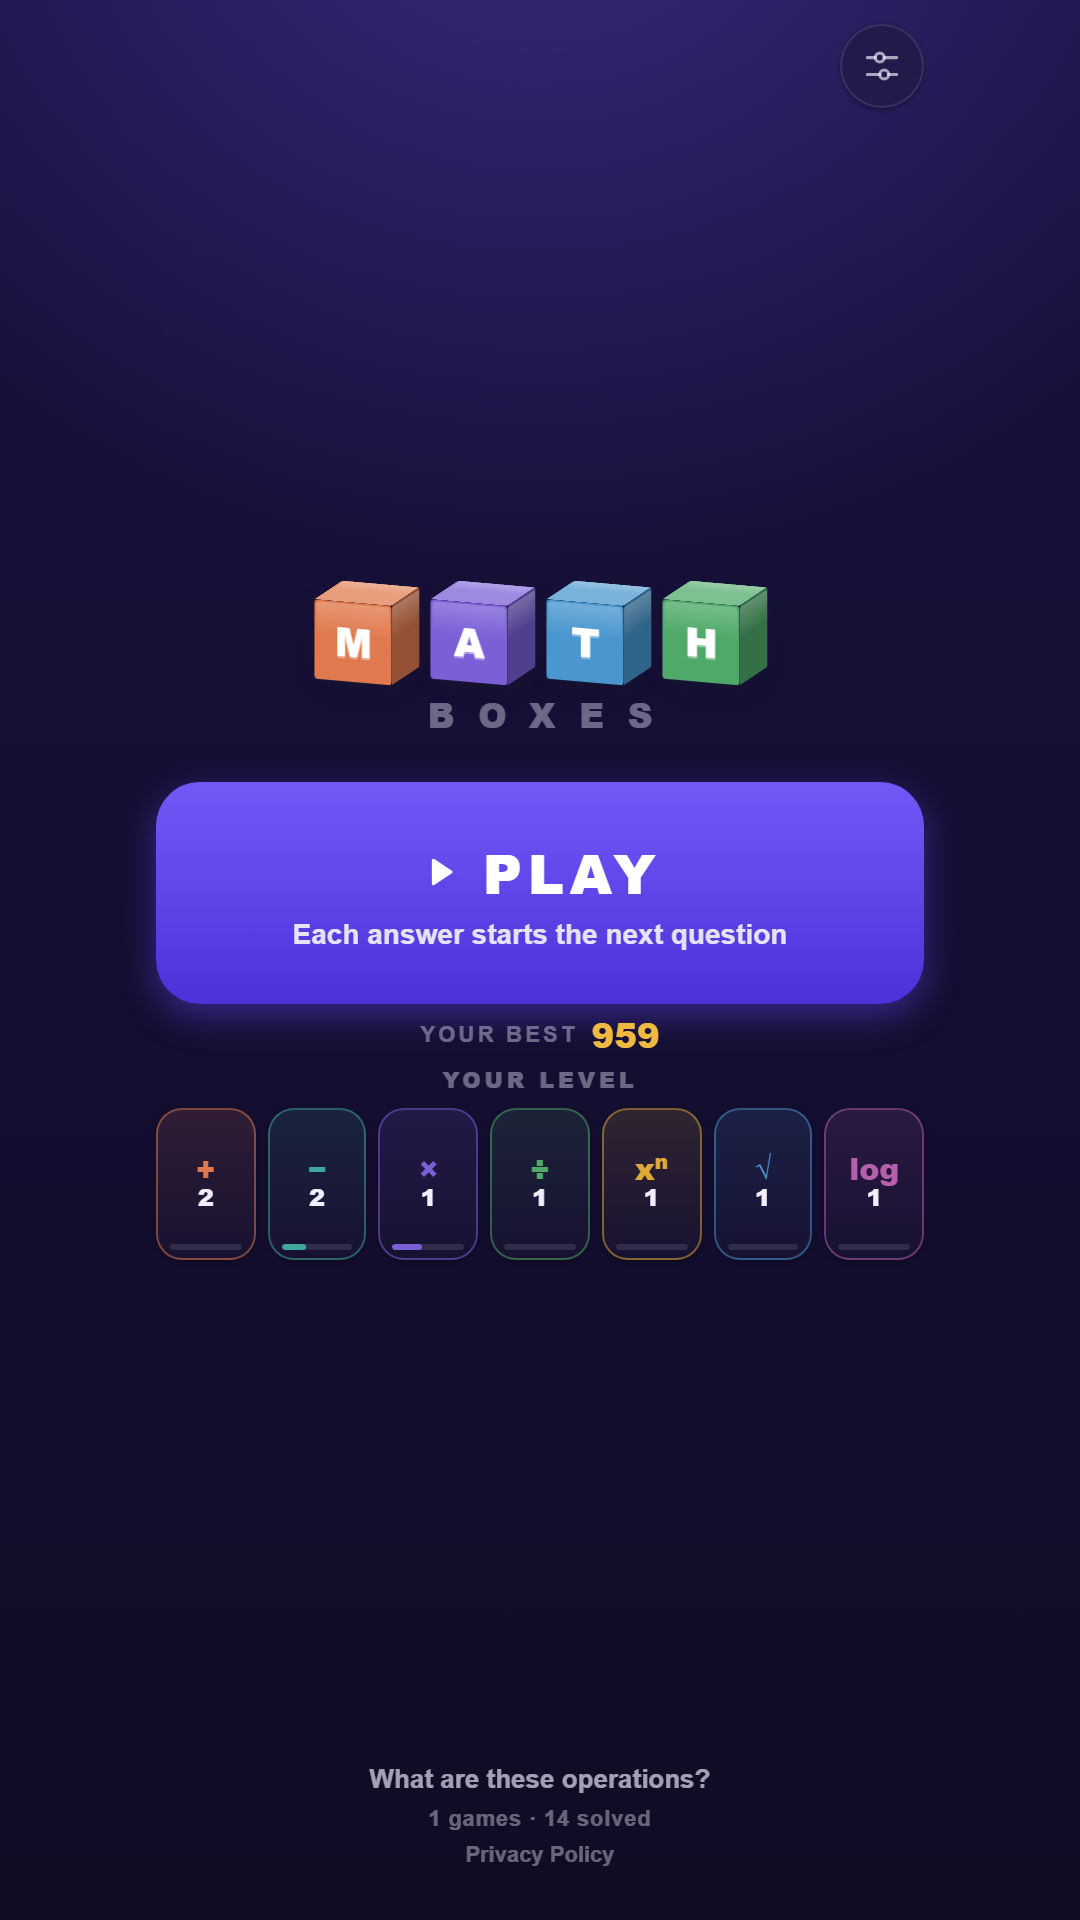 M A T H
BOXES
PLAY
Each answer starts the next question
YOUR BEST 959
YOUR LEVEL
+ − × ÷ xⁿ √ log
2 2 1 1 1 1 1
What are these operations?
1 games · 14 solved
Privacy Policy